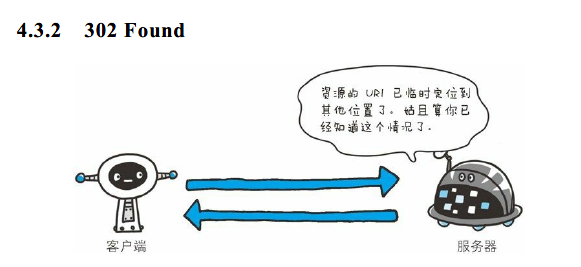 4.3.2 302 Found
资源的 URI 已临时定位到
其他位置了。姑且算你已
经知道这个情况了。
客户端
服务器